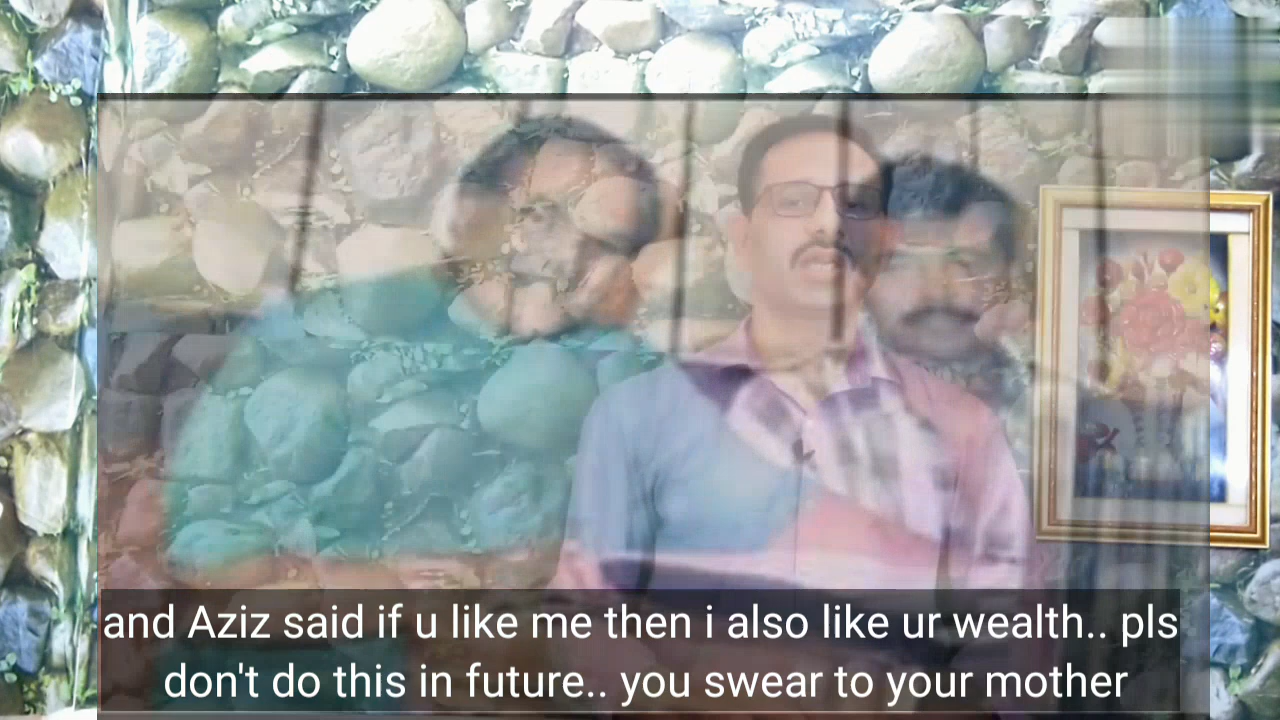 and Aziz said if u like me then i also like ur wealth.. pls
don't do this in future.. you swear to your mother